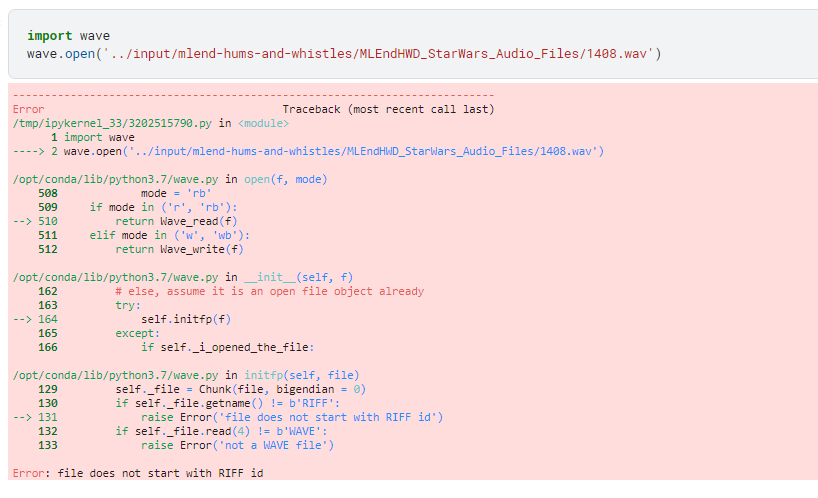 import wave
wave.open('../input/mlend-hums-and-whistles/MLEndHWD_StarWars_Audio_Files/1408.wav')
---------------------------------------------------------------------------
Error                                     Traceback (most recent call last)
/tmp/ipykernel_33/3202515790.py in <module>
      1 import wave
----> 2 wave.open('../input/mlend-hums-and-whistles/MLEndHWD_StarWars_Audio_Files/1408.wav')
/opt/conda/lib/python3.7/wave.py in open(f, mode)
    508             mode = 'rb'
    509     if mode in ('r', 'rb'):
--> 510         return Wave_read(f)
    511     elif mode in ('w', 'wb'):
    512         return Wave_write(f)
/opt/conda/lib/python3.7/wave.py in __init__(self, f)
    162         # else, assume it is an open file object already
    163         try:
--> 164             self.initfp(f)
    165         except:
    166             if self._i_opened_the_file:
/opt/conda/lib/python3.7/wave.py in initfp(self, file)
    129         self._file = Chunk(file, bigendian = 0)
    130         if self._file.getname() != b'RIFF':
--> 131             raise Error('file does not start with RIFF id')
    132         if self._file.read(4) != b'WAVE':
    133             raise Error('not a WAVE file')
Error: file does not start with RIFF id